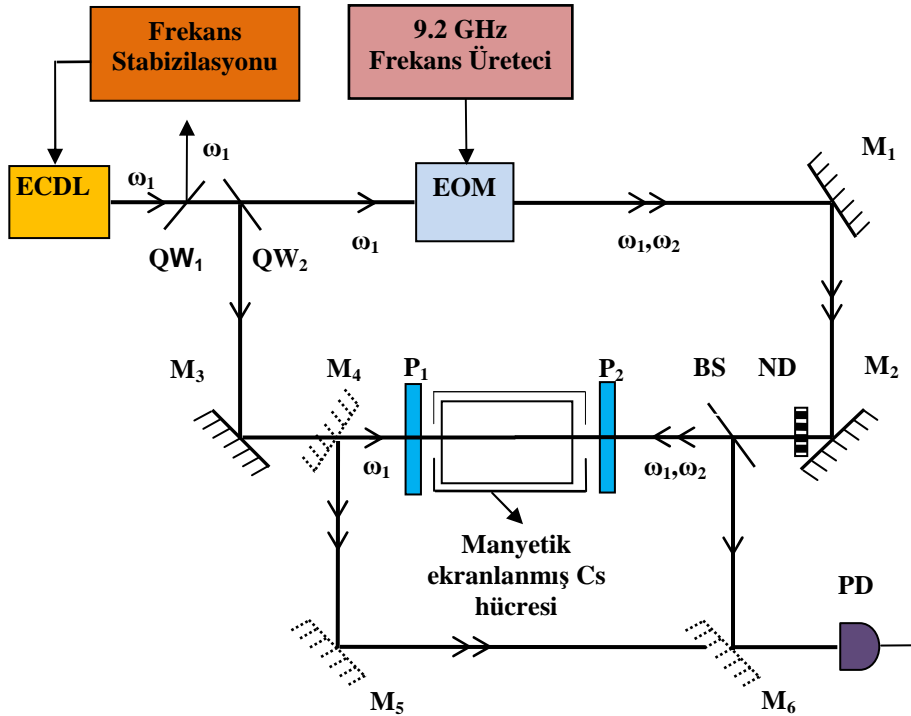 Frekans
Stabizilasyonu
9.2 GHz
Frekans Üreteci
M₁
ω₁
ECDL
ω₁
EOM
QW₁
QW₂
ω₁
ω₁,ω₂
M₃
M₄
P₁
P₂
BS
ND
M₂
ω₁
ω₁,ω₂
Manyetik
ekranlanmış Cs
hücresi
PD
M₅
M₆